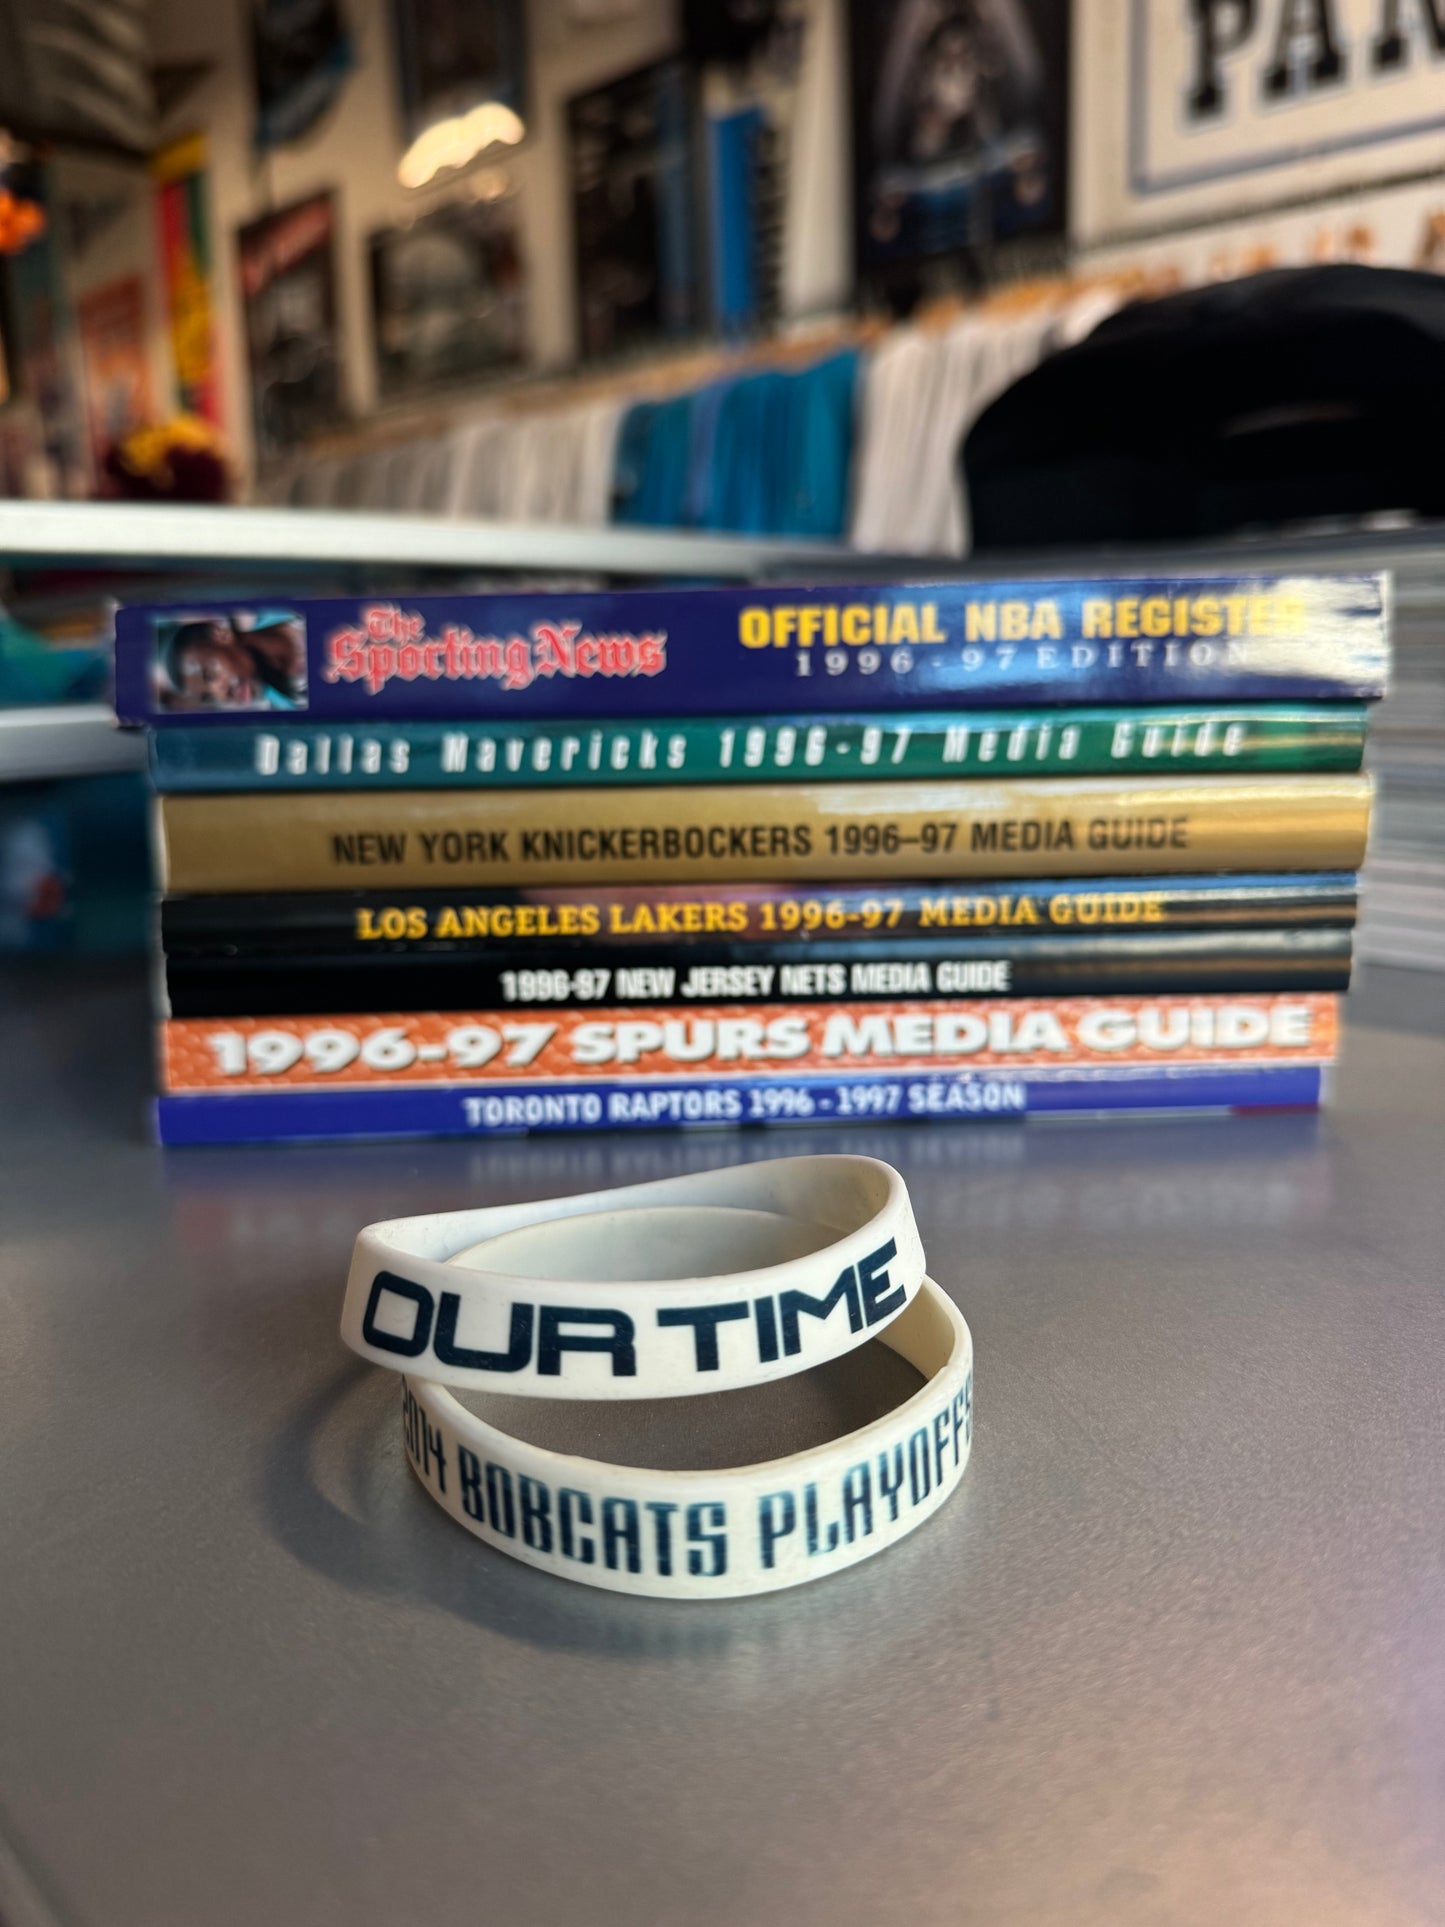 PAN
The
Sporting News
OFFICIAL NBA REGISTER
1996-97 EDITION
Dallas Mavericks 1996-97 Media Guide
NEW YORK KNICKERBOCKERS 1996–97 MEDIA GUIDE
LOS ANGELES LAKERS 1996-97 MEDIA GUIDE
1996-97 NEW JERSEY NETS MEDIA GUIDE
1996-97 SPURS MEDIA GUIDE
TORONTO RAPTORS 1996 - 1997 SEASON
OUR TIME
2014 BOBCATS PLAYOFFS